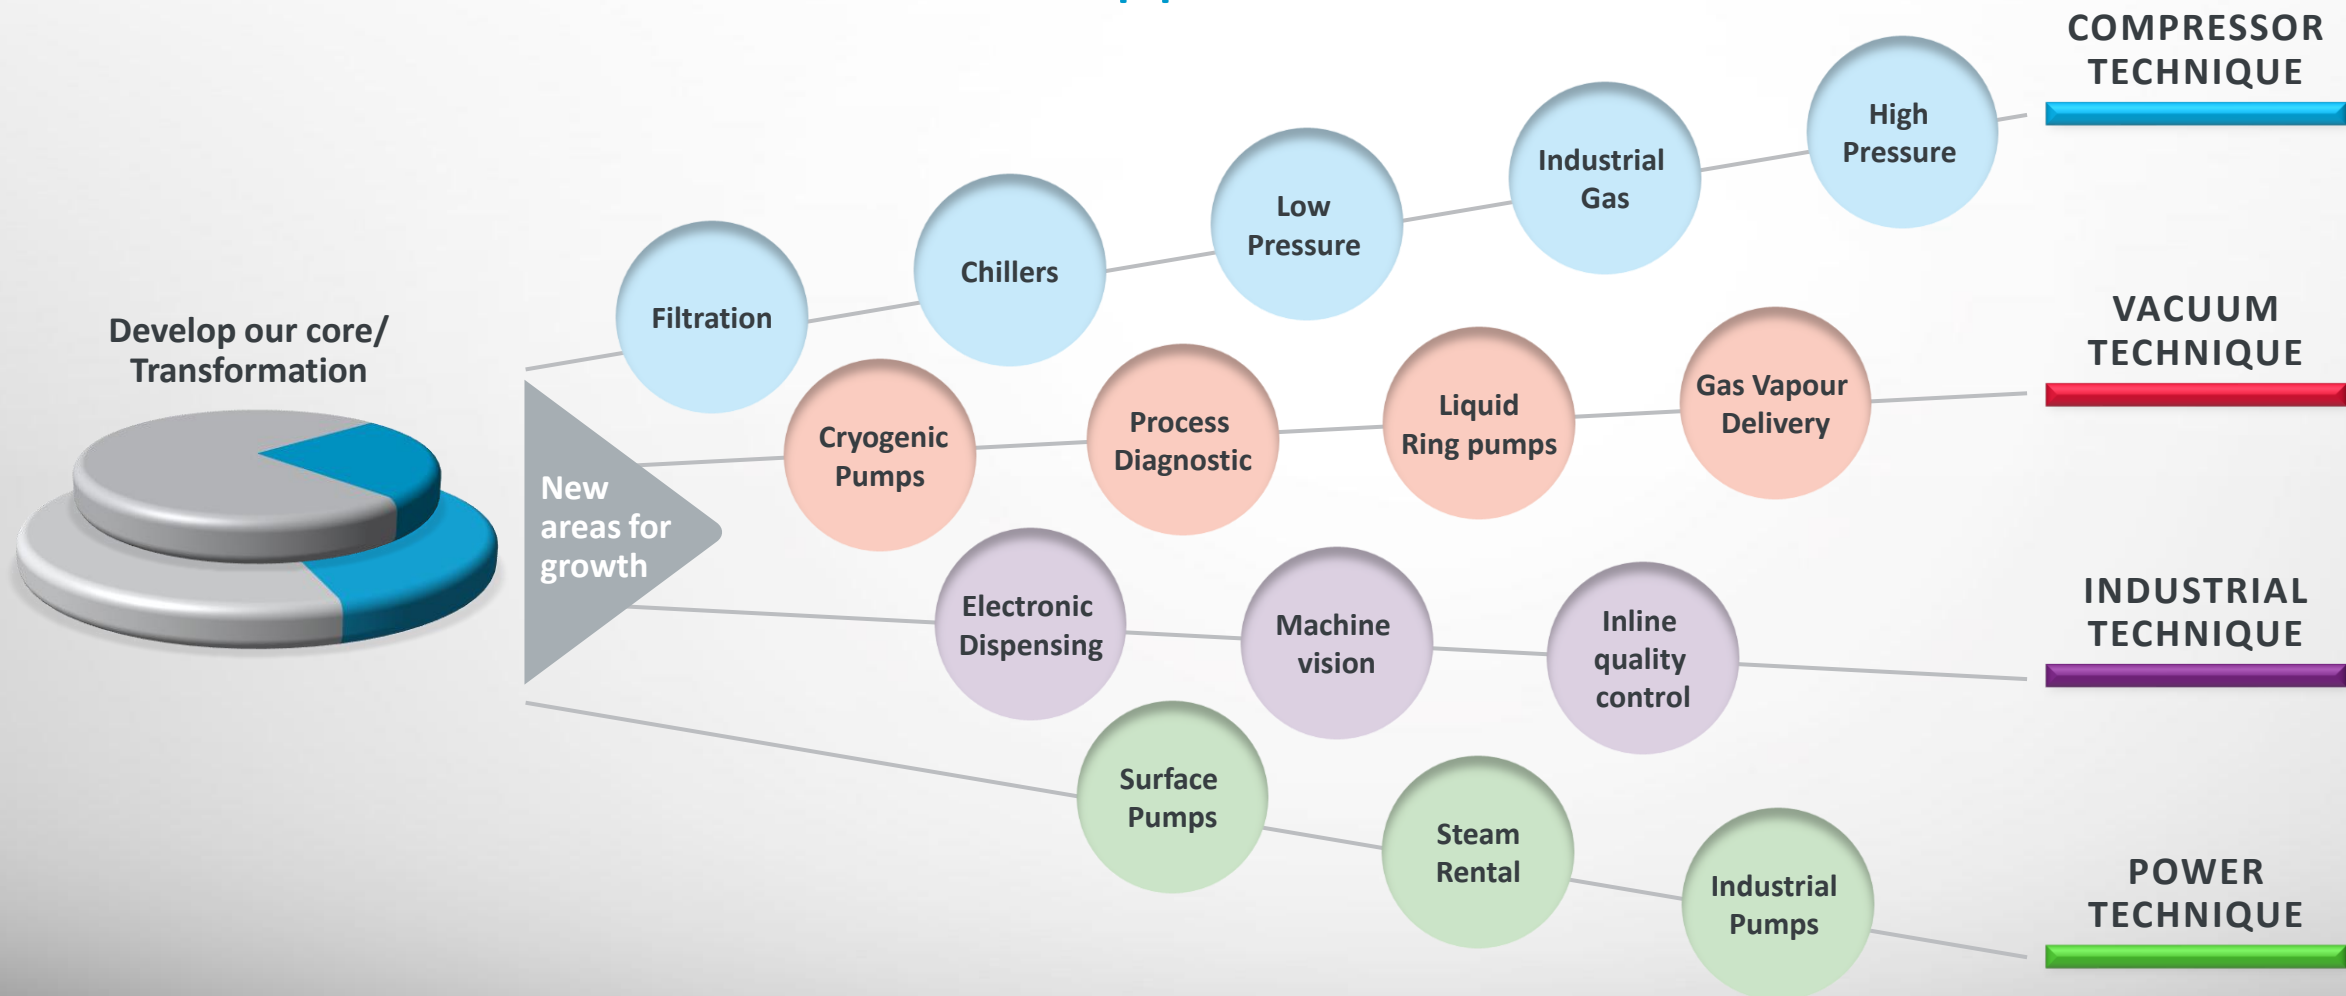 Develop our core/
Transformation
New
areas for
growth
Filtration
Chillers
Low
Pressure
Industrial
Gas
High
Pressure
COMPRESSOR
TECHNIQUE
Cryogenic
Pumps
Process
Diagnostic
Liquid
Ring pumps
Gas Vapour
Delivery
VACUUM
TECHNIQUE
Electronic
Dispensing
Machine
vision
Inline
quality
control
INDUSTRIAL
TECHNIQUE
Surface
Pumps
Steam
Rental
Industrial
Pumps
POWER
TECHNIQUE